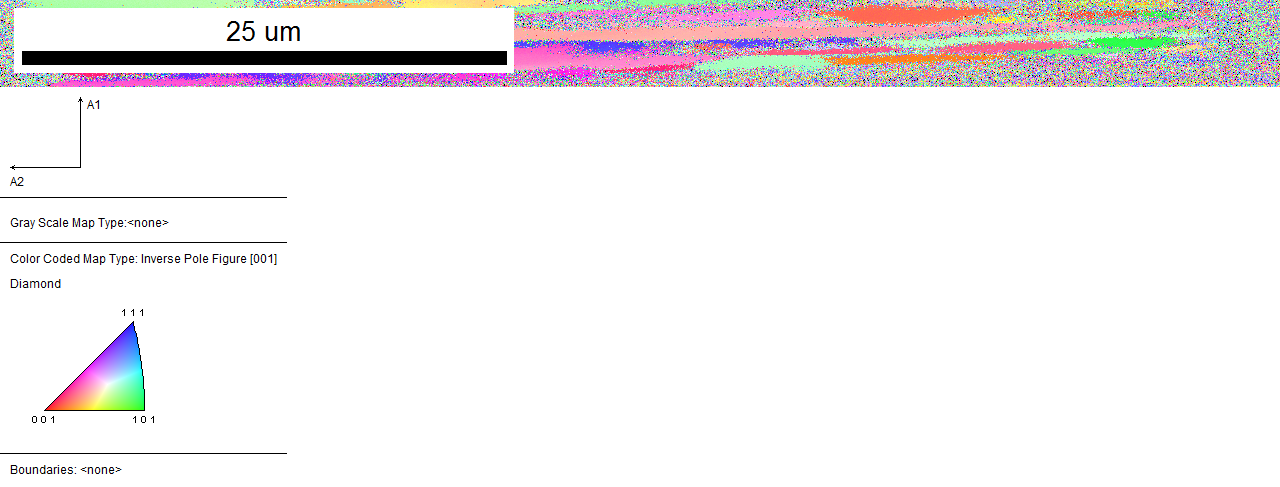 25 um
A1
A2
Gray Scale Map Type:<none>
Color Coded Map Type: Inverse Pole Figure [001]
Diamond
1 1 1
0 0 1
1 0 1
Boundaries: <none>